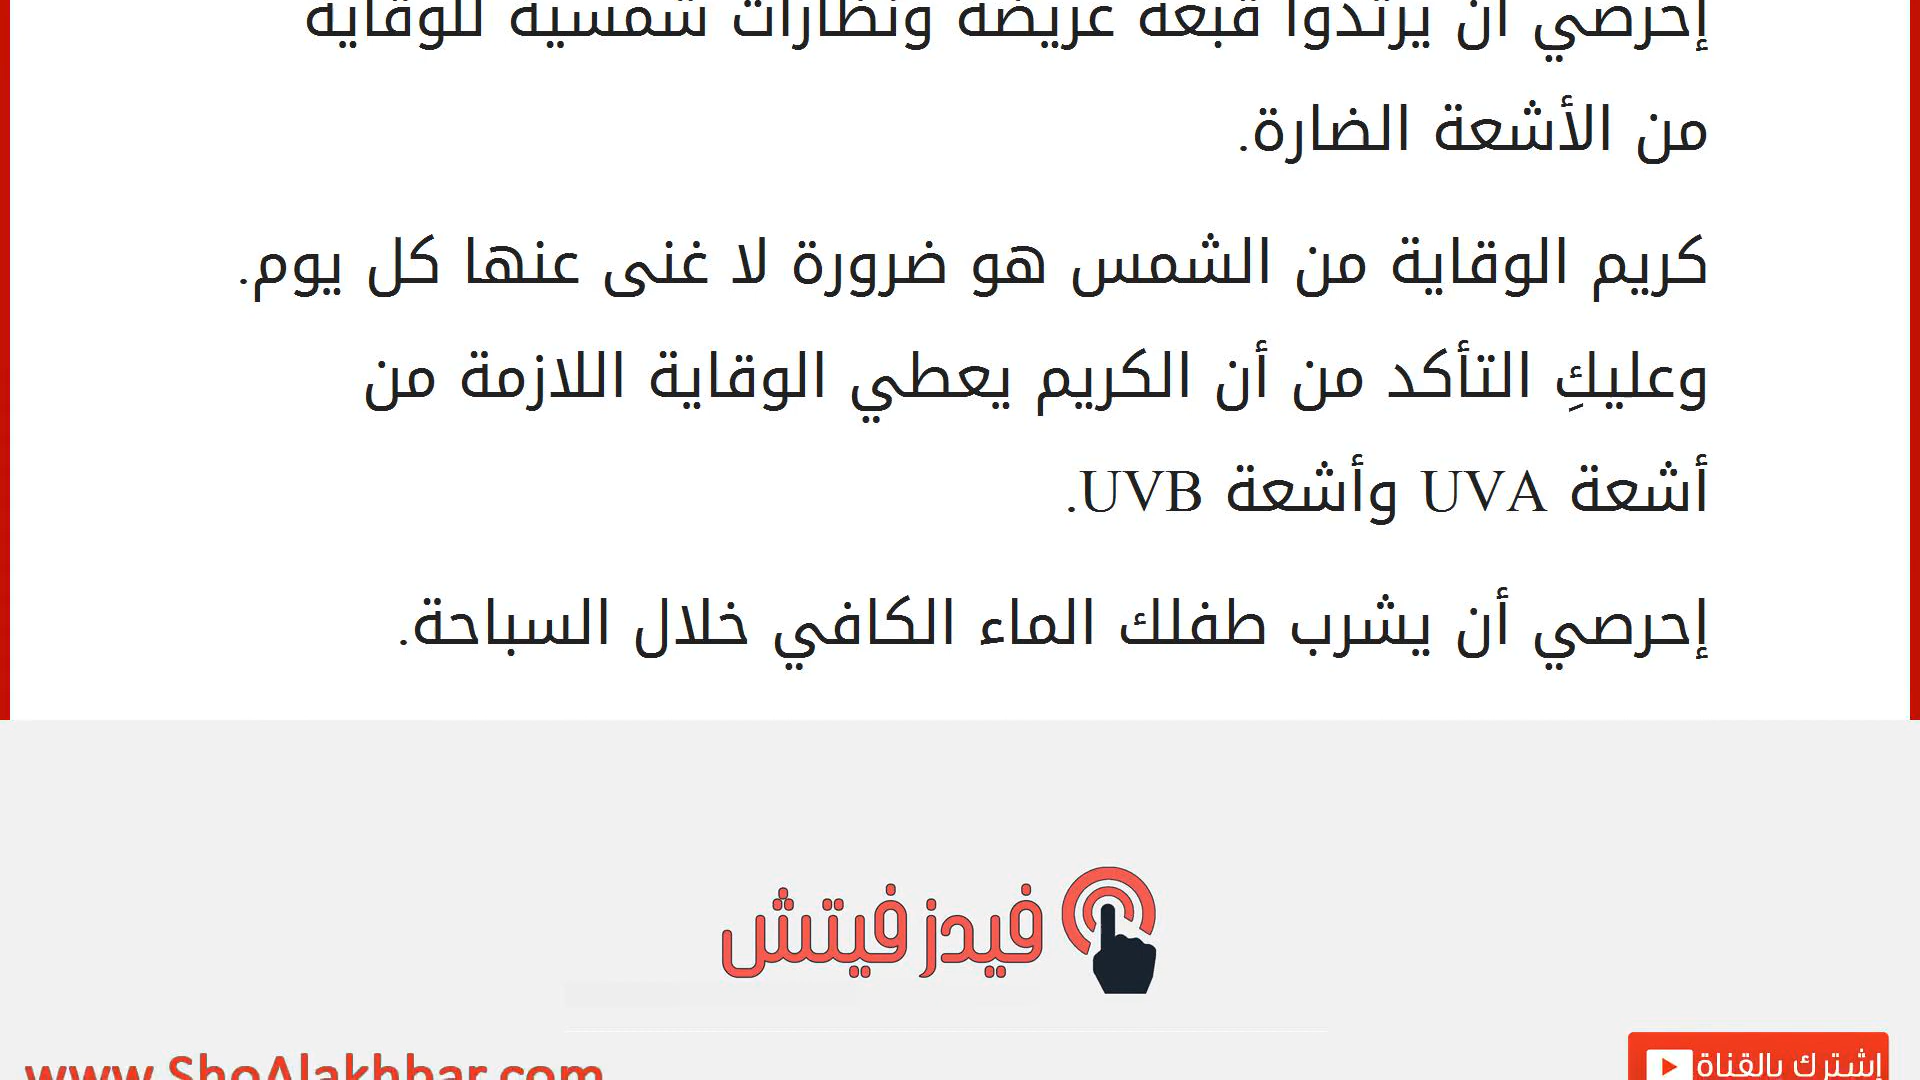 إحرصي أن يرتدوا قبعة عريضة ونظارات شمسية للوقاية
من الأشعة الضارة.
كريم الوقاية من الشمس هو ضرورة لا غنى عنها كل يوم.
وعليكِ التأكد من أن الكريم يعطي الوقاية اللازمة من
أشعة UVA وأشعة UVB.
إحرصي أن يشرب طفلك الماء الكافي خلال السباحة.
فيدز فيتش
www.ShoAlakhbar.com
إشترك بالقناة